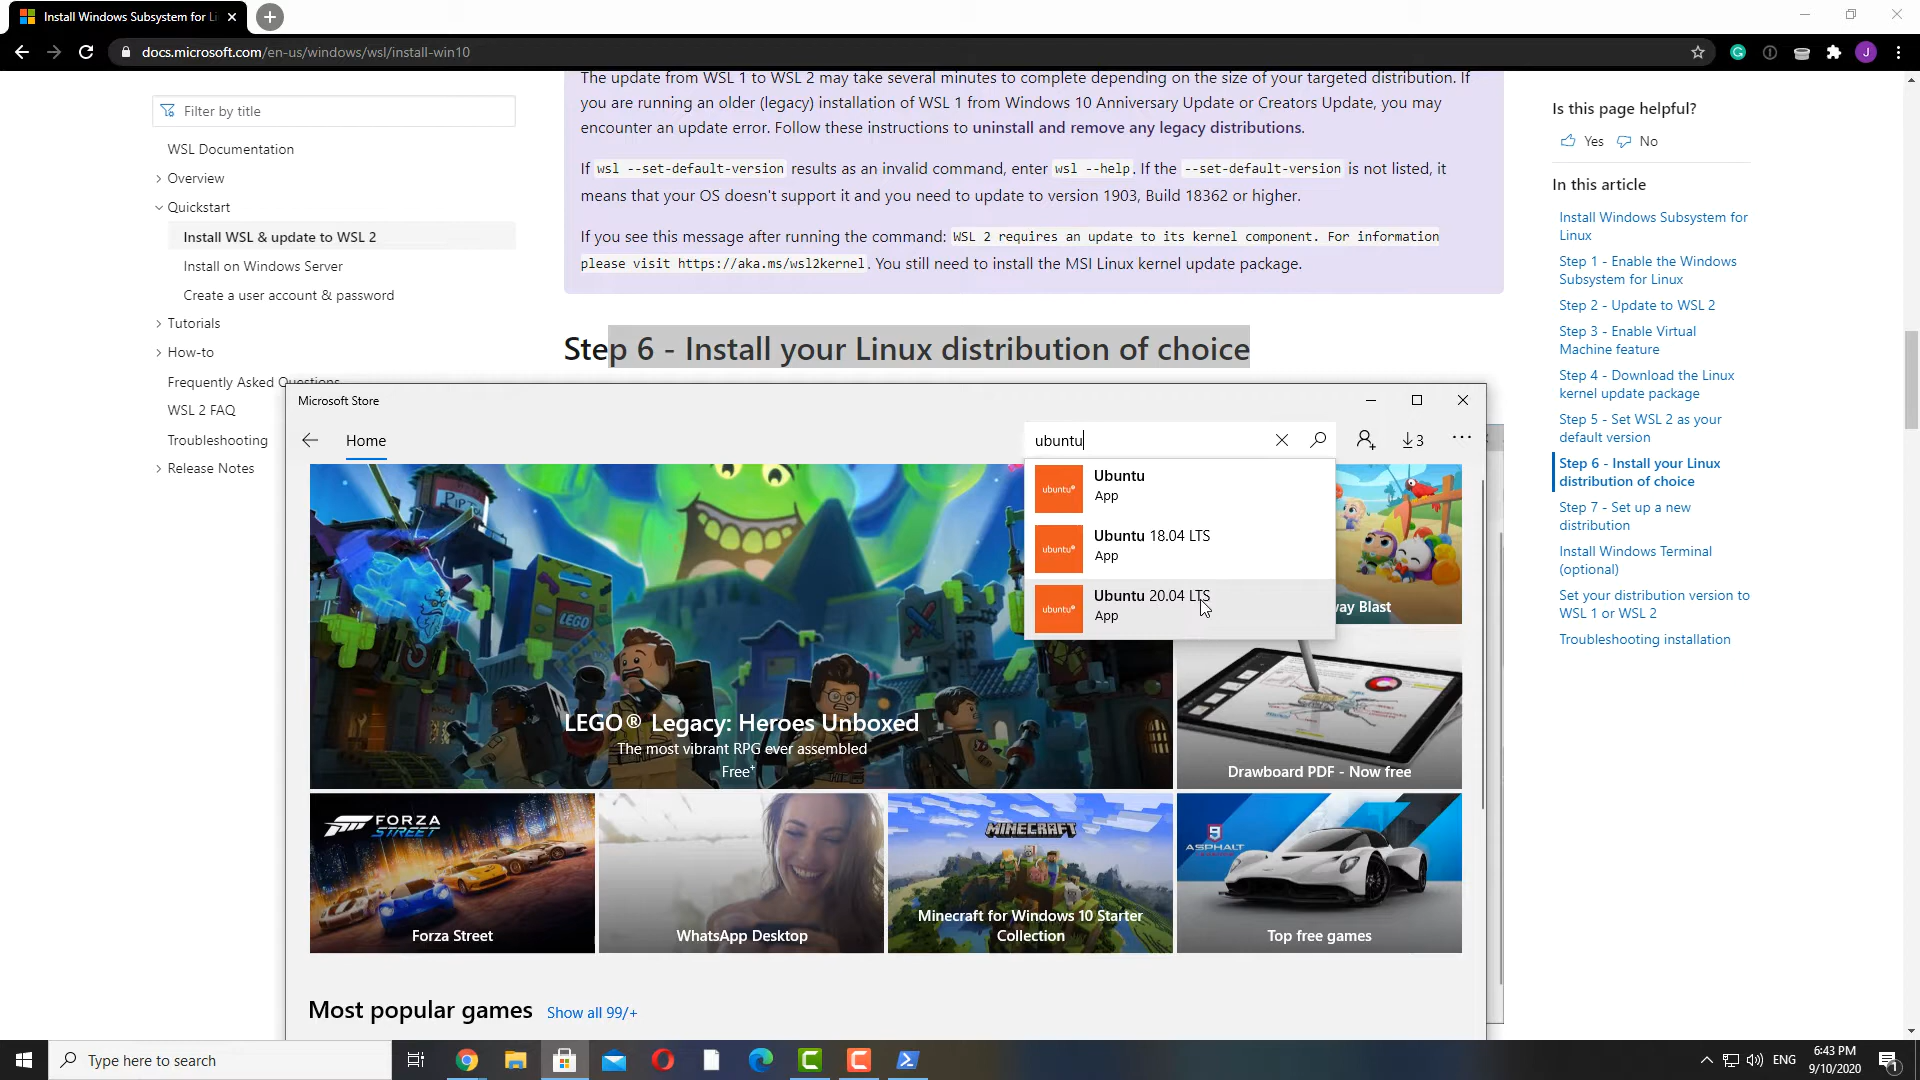 Install Windows Subsystem for Li
docs.microsoft.com/en-us/windows/wsl/install-win10
J
Filter by title
WSL Documentation
Overview
Quickstart
Install WSL & update to WSL 2
Install on Windows Server
Create a user account & password
Tutorials
How-to
Frequently Asked Questions
WSL 2 FAQ
Troubleshooting
Release Notes
The update from WSL 1 to WSL 2 may take several minutes to complete depending on the size of your targeted distribution. If
you are running an older (legacy) installation of WSL 1 from Windows 10 Anniversary Update or Creators Update, you may
encounter an update error. Follow these instructions to uninstall and remove any legacy distributions.
If wsl --set-default-version results as an invalid command, enter wsl --help. If the --set-default-version is not listed, it
means that your OS doesn't support it and you need to update to version 1903, Build 18362 or higher.
If you see this message after running the command: WSL 2 requires an update to its kernel component. For information
please visit https://aka.ms/wsl2kernel. You still need to install the MSI Linux kernel update package.
Step 6 - Install your Linux distribution of choice
Is this page helpful?
Yes No
In this article
Install Windows Subsystem for
Linux
Step 1 - Enable the Windows
Subsystem for Linux
Step 2 - Update to WSL 2
Step 3 - Enable Virtual
Machine feature
Step 4 - Download the Linux
kernel update package
Step 5 - Set WSL 2 as your
default version
Step 6 - Install your Linux
distribution of choice
Step 7 - Set up a new
distribution
Install Windows Terminal
(optional)
Set your distribution version to
WSL 1 or WSL 2
Troubleshooting installation
Microsoft Store
Home
ubuntu
3
ubuntu
Ubuntu
App
ubuntu
Ubuntu 18.04 LTS
App
ubuntu
Ubuntu 20.04 LTS
App
LEGO
LEGO® Legacy: Heroes Unboxed
The most vibrant RPG ever assembled
Free+
way Blast
Drawboard PDF - Now free
FORZA
STREET
Forza Street
WhatsApp Desktop
MINECRAFT
Minecraft for Windows 10 Starter
Collection
9
ASPHALT
Top free games
Most popular games Show all 99/+
Type here to search
ENG
6:43 PM
9/10/2020
1